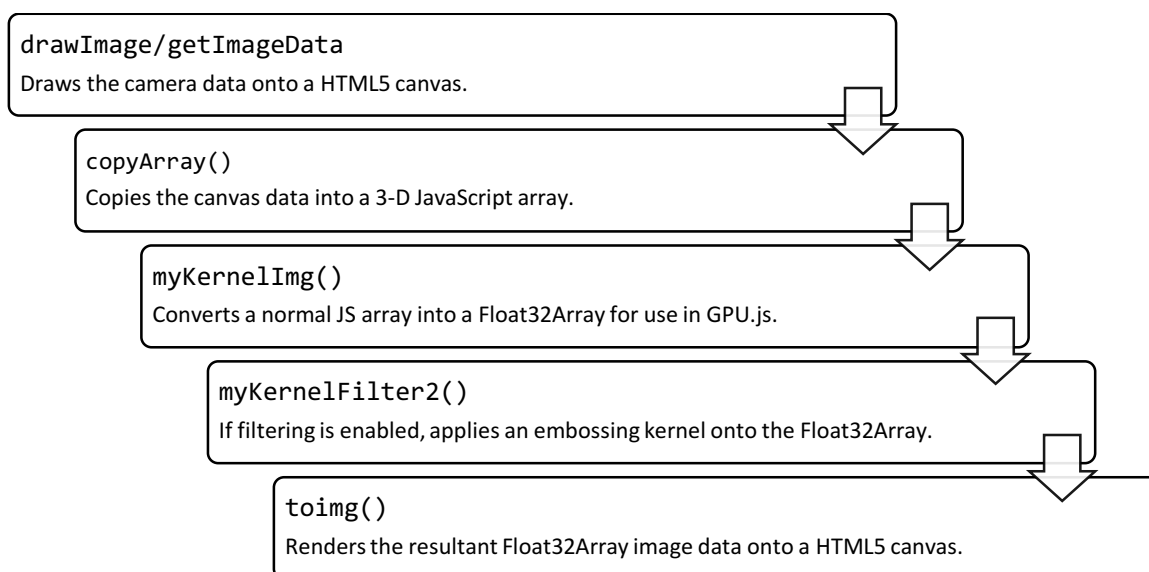 drawImage/getImageData
Draws the camera data onto a HTML5 canvas.
copyArray()
Copies the canvas data into a 3-D JavaScript array.
myKernelImg()
Converts a normal JS array into a Float32Array for use in GPU.js.
myKernelFilter2()
If filtering is enabled, applies an embossing kernel onto the Float32Array.
toimg()
Renders the resultant Float32Array image data onto a HTML5 canvas.